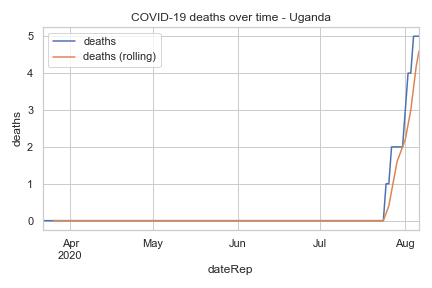 COVID-19 deaths over time - Uganda
deaths
deaths (rolling)
5
4
3
2
1
0
deaths
Apr
2020
May
Jun
Jul
Aug
dateRep